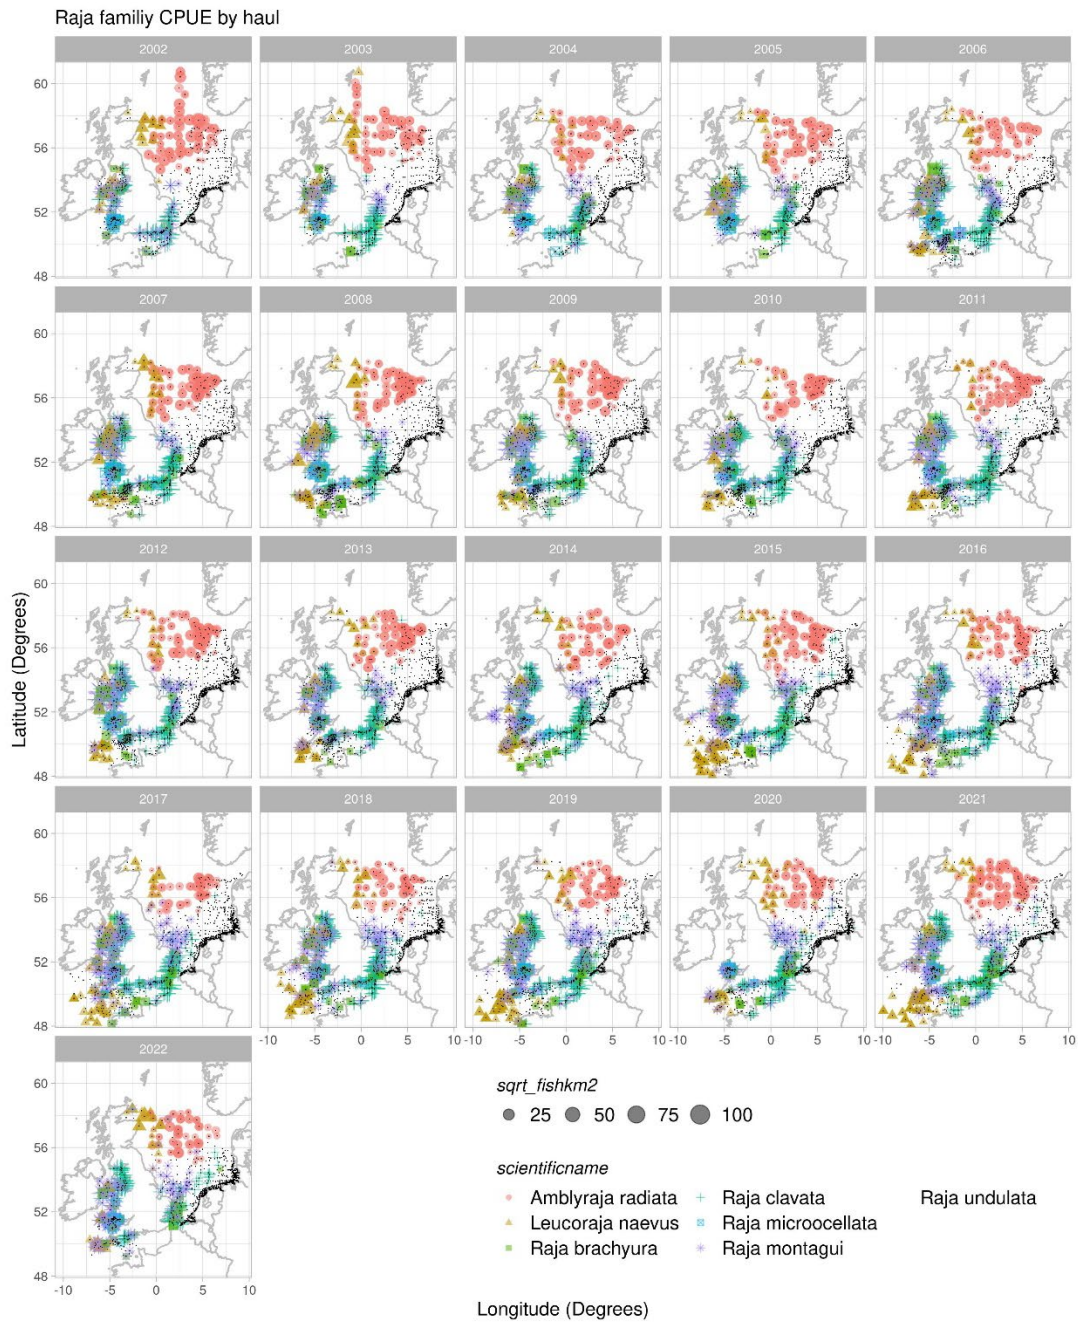 Raja familiy CPUE by haul
2002 2003 2004 2005 2006
60
56
52
48
2007 2008 2009 2010 2011
60
56
52
48
2012 2013 2014 2015 2016
60
56
52
48
2017 2018 2019 2020 2021
60
56
52
48
-10 -5 0 5 10 -10 -5 0 5 10 -10 -5 0 5 10 -10 -5 0 5 10
2022
60
56
52
48
-10 -5 0 5 10
Latitude (Degrees)
sqrt_fishkm2
25 50 75 100
scientificname
Amblyraja radiata Raja clavata Raja undulata
Leucoraja naevus Raja microocellata
Raja brachyura Raja montagui
Longitude (Degrees)